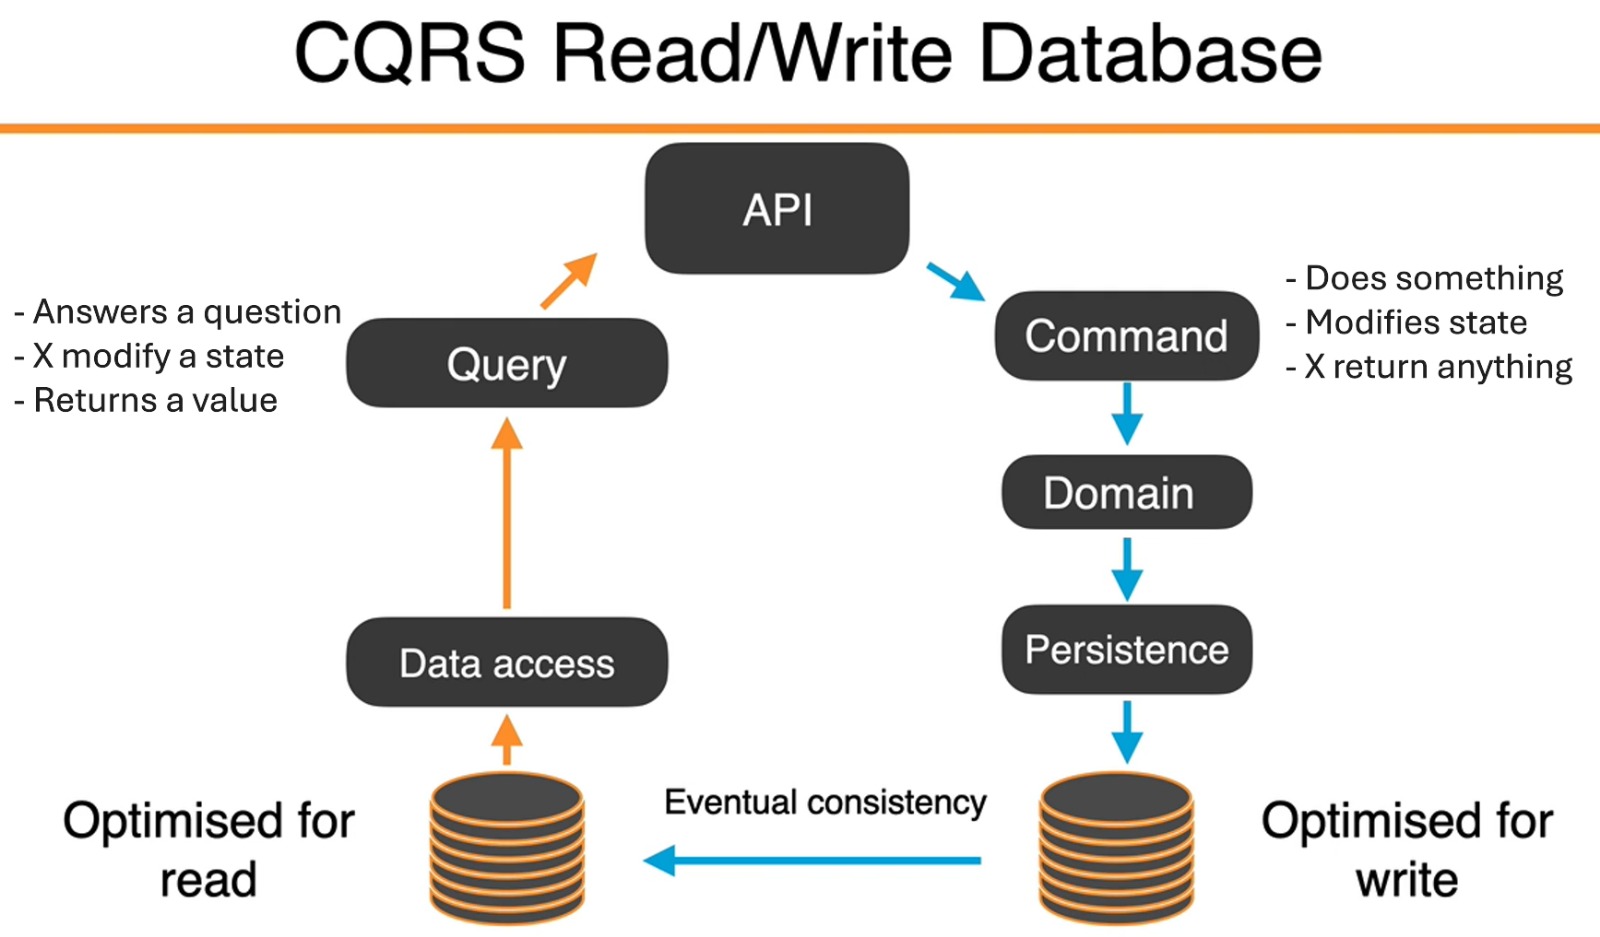 CQRS Read/Write Database
API
- Does something
- Modifies state
- X return anything
Command
- Answers a question
- X modify a state
- Returns a value
Query
Domain
Persistence
Data access
Optimised for
read
Eventual consistency
Optimised for
write